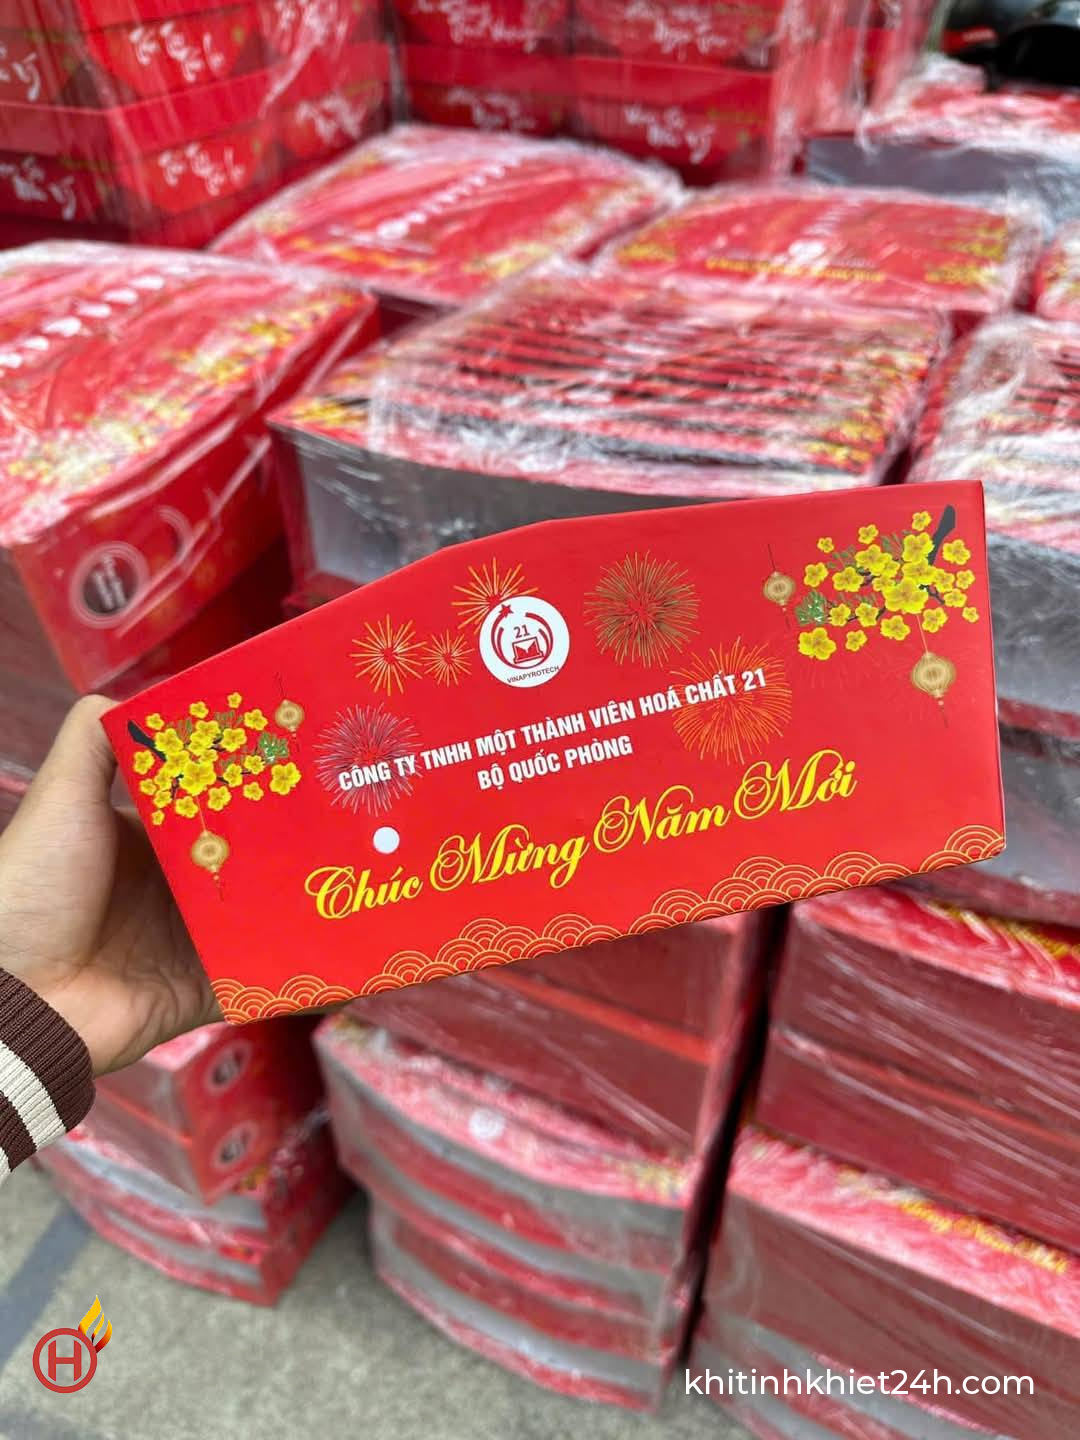 21
VINAPYROTECH
CÔNG TY TNHH MỘT THÀNH VIÊN HOÁ CHẤT 21
BỘ QUỐC PHÒNG
Chúc Mừng Năm Mới
H
khitinhkhiet24h.com